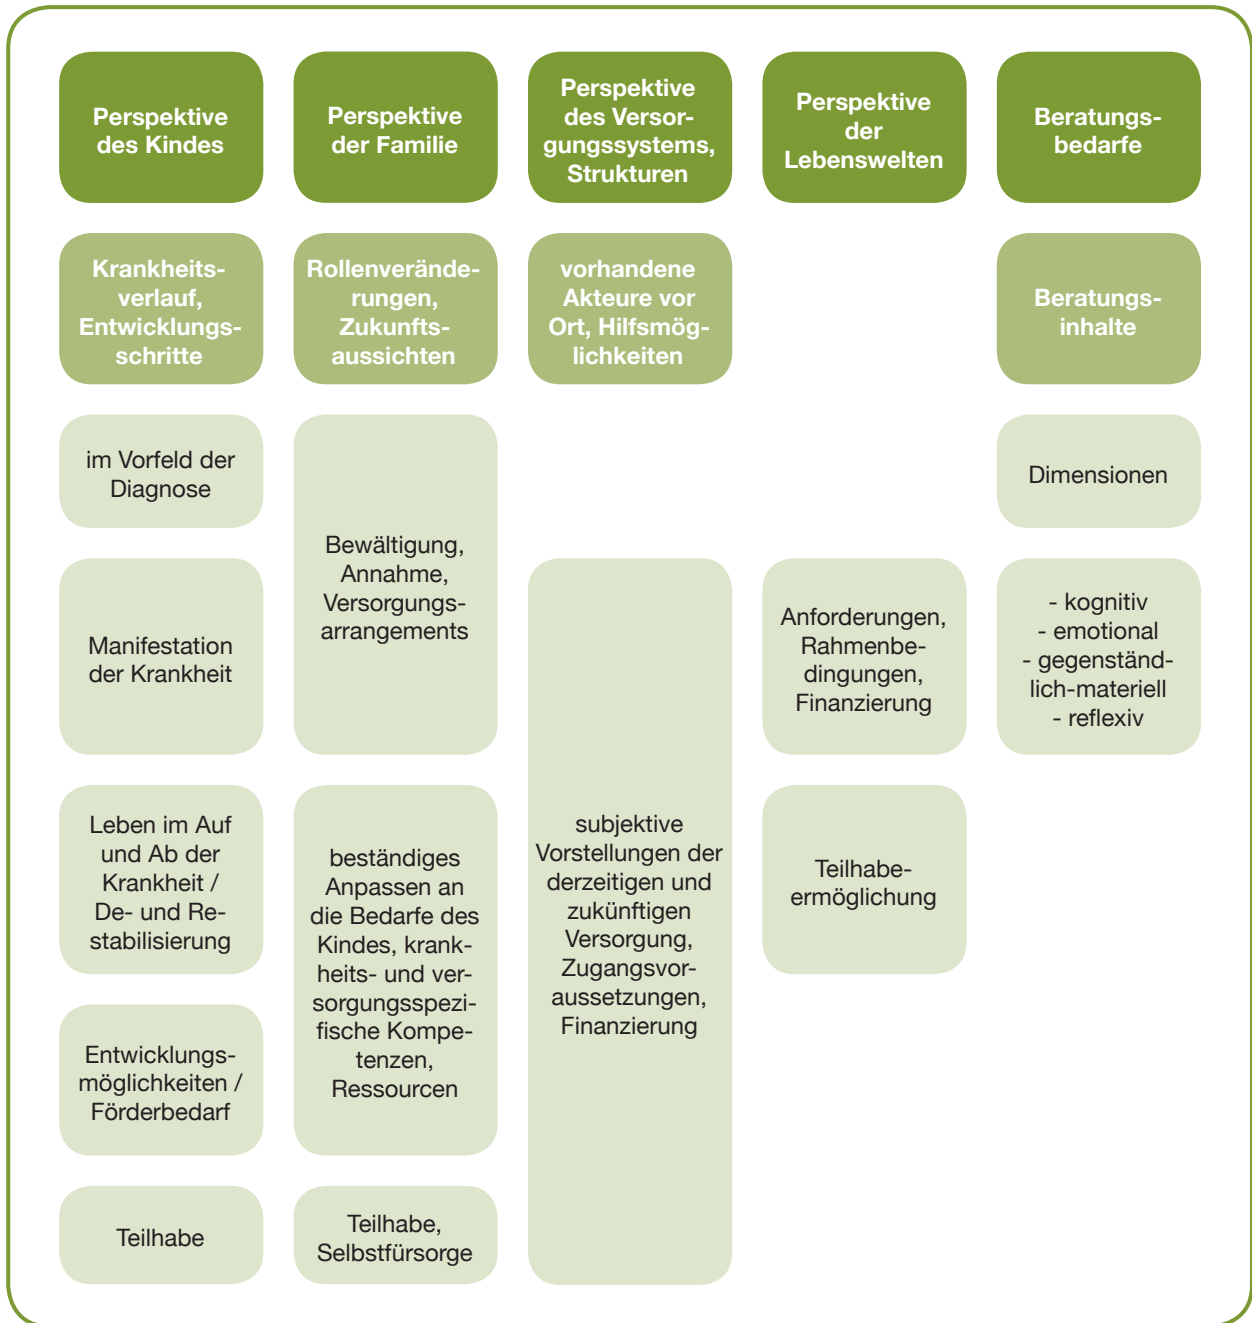 Perspektive
des Kindes
Perspektive
der Familie
Perspektive
des Versor-
gungssystems,
Strukturen
Perspektive
der
Lebenswelten
Beratungs-
bedarfe
Krankheits-
verlauf,
Entwicklungs-
schritte
Rollenverände-
rungen,
Zukunfts-
aussichten
vorhandene
Akteure vor
Ort, Hilfsmög-
lichkeiten
Beratungs-
inhalte
im Vorfeld der
Diagnose
Bewältigung,
Annahme,
Versorgungs-
arrangements
Dimensionen
Manifestation
der Krankheit
subjektive
Vorstellungen der
derzeitigen und
zukünftigen
Versorgung,
Zugangsvor-
aussetzungen,
Finanzierung
Anforderungen,
Rahmenbe-
dingungen,
Finanzierung
- kognitiv
- emotional
- gegenständ-
lich-materiell
- reflexiv
Leben im Auf
und Ab der
Krankheit /
De- und Re-
stabilisierung
beständiges
Anpassen an
die Bedarfe des
Kindes, krank-
heits- und ver-
sorgungsspezi-
fische Kompe-
tenzen,
Ressourcen
Teilhabe-
ermöglichung
Entwicklungs-
möglichkeiten /
Förderbedarf
Teilhabe
Teilhabe,
Selbstfürsorge